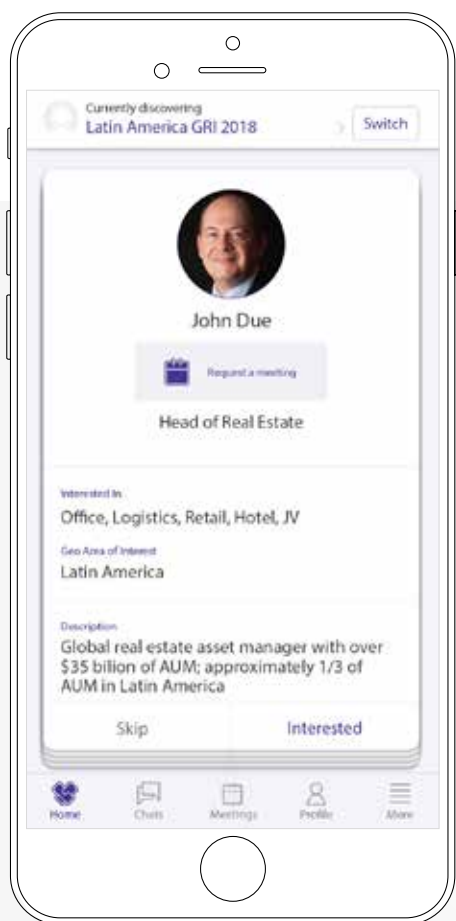 Currently discovering
Latin America GRI 2018
Switch
John Due
Request a meeting
Head of Real Estate
Interested In
Office, Logistics, Retail, Hotel, JV
Geo Area of Interest
Latin America
Description
Global real estate asset manager with over
$35 bilion of AUM; approximately 1/3 of
AUM in Latin America
Skip
Interested
Home
Chats
Meetings
Profile
More